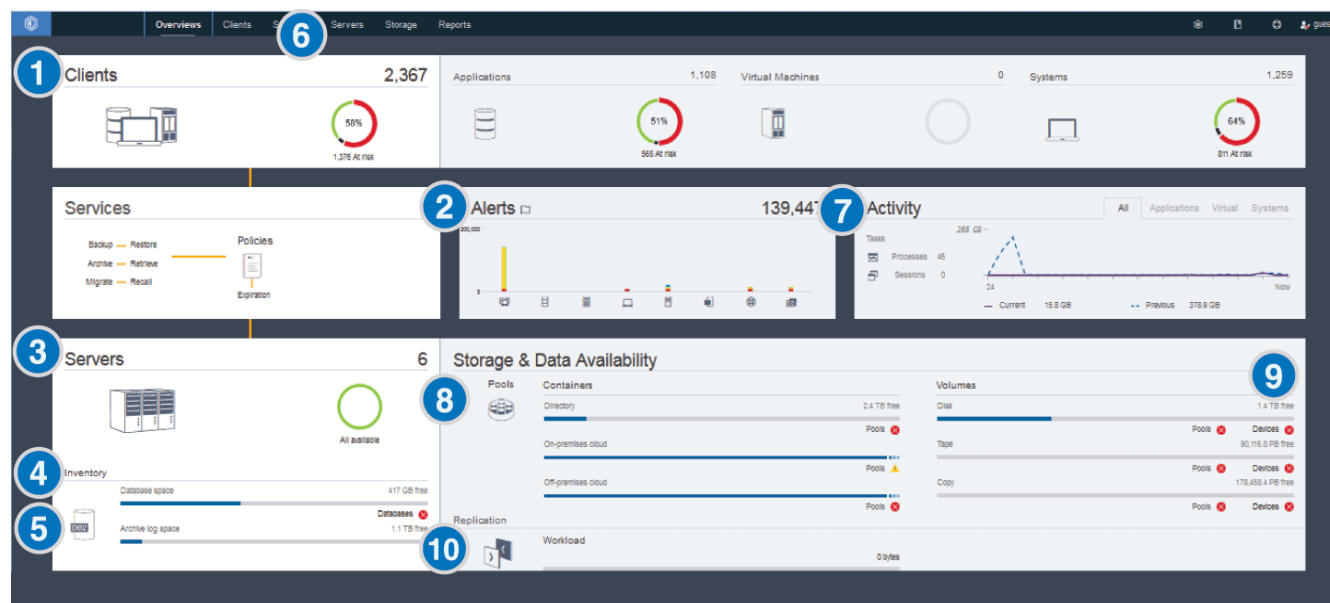 Overviews Clients Servers Storage Reports
6
1 Clients 2,367
Applications 1,108
Virtual Machines 0
Systems 1,259
58%
1,376 At risk
51%
565 At risk
64%
811 At risk
Services
Backup Restore
Archive Retrieve
Migrate Recall
Policies
Expiration
2 Alerts 139,447
200,000
0
7 Activity
All Applications Virtual Systems
Tasks
Processes 46
Sessions 0
268 GB
24 Now
Current 15.8 GB Previous 378.9 GB
3 Servers 6
All available
4 Inventory
Database space 417 GB free
Databases
5 DB2
Archive log space 1.1 TB free
Storage & Data Availability
8 Pools
Containers
Directory 2.4 TB free
Pools
On-premises cloud
Pools
Off-premises cloud
Pools
9
Volumes
Disk 1.4 TB free
Pools Devices
Tape 90,116.8 PB free
Pools Devices
Copy 178,458.4 PB free
Pools Devices
Replication
10 Workload 0 bytes